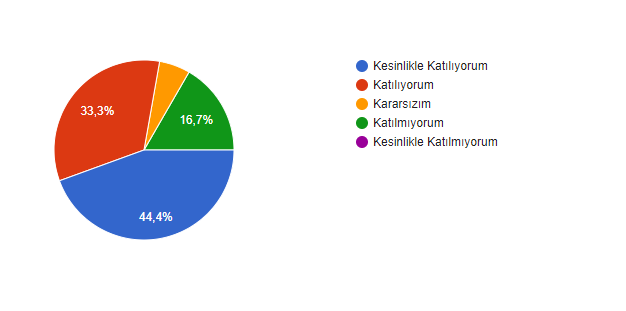 33,3%
16,7%
44,4%
Kesinlikle Katılıyorum
Katılıyorum
Kararsızım
Katılmıyorum
Kesinlikle Katılmıyorum